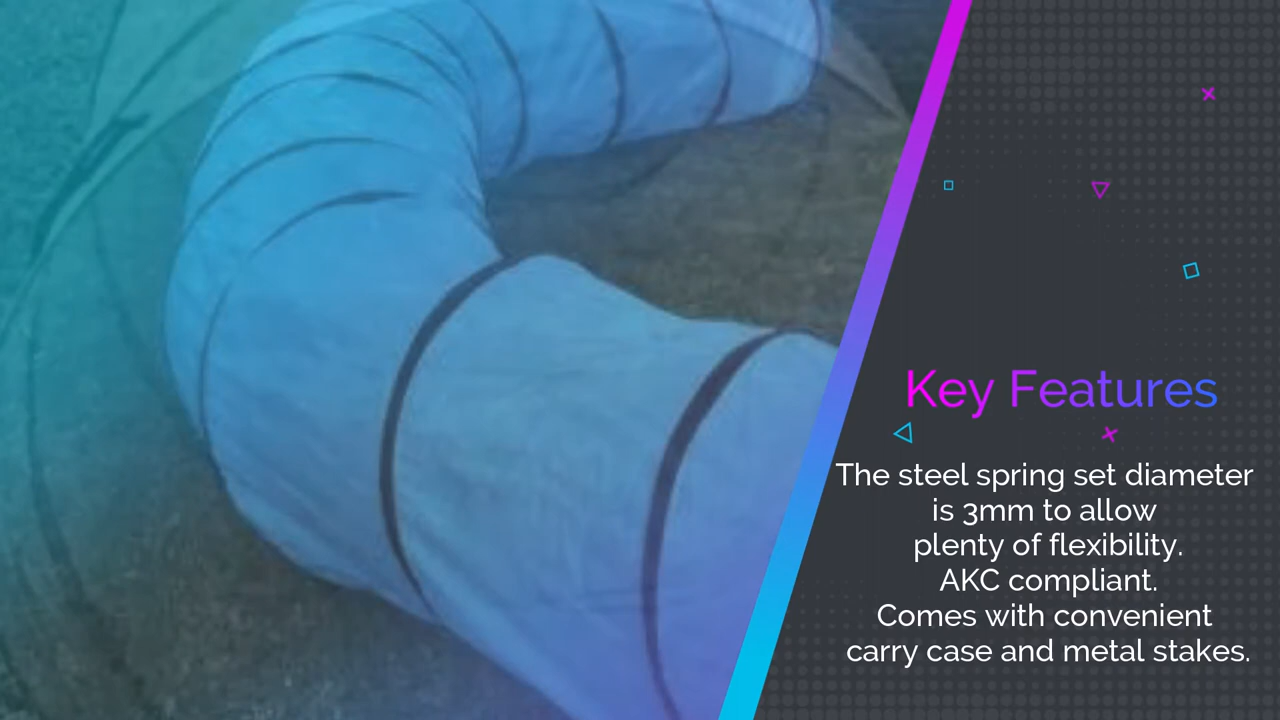 Key Features
The steel spring set diameter
is 3mm to allow
plenty of flexibility.
AKC compliant.
Comes with convenient
carry case and metal stakes.